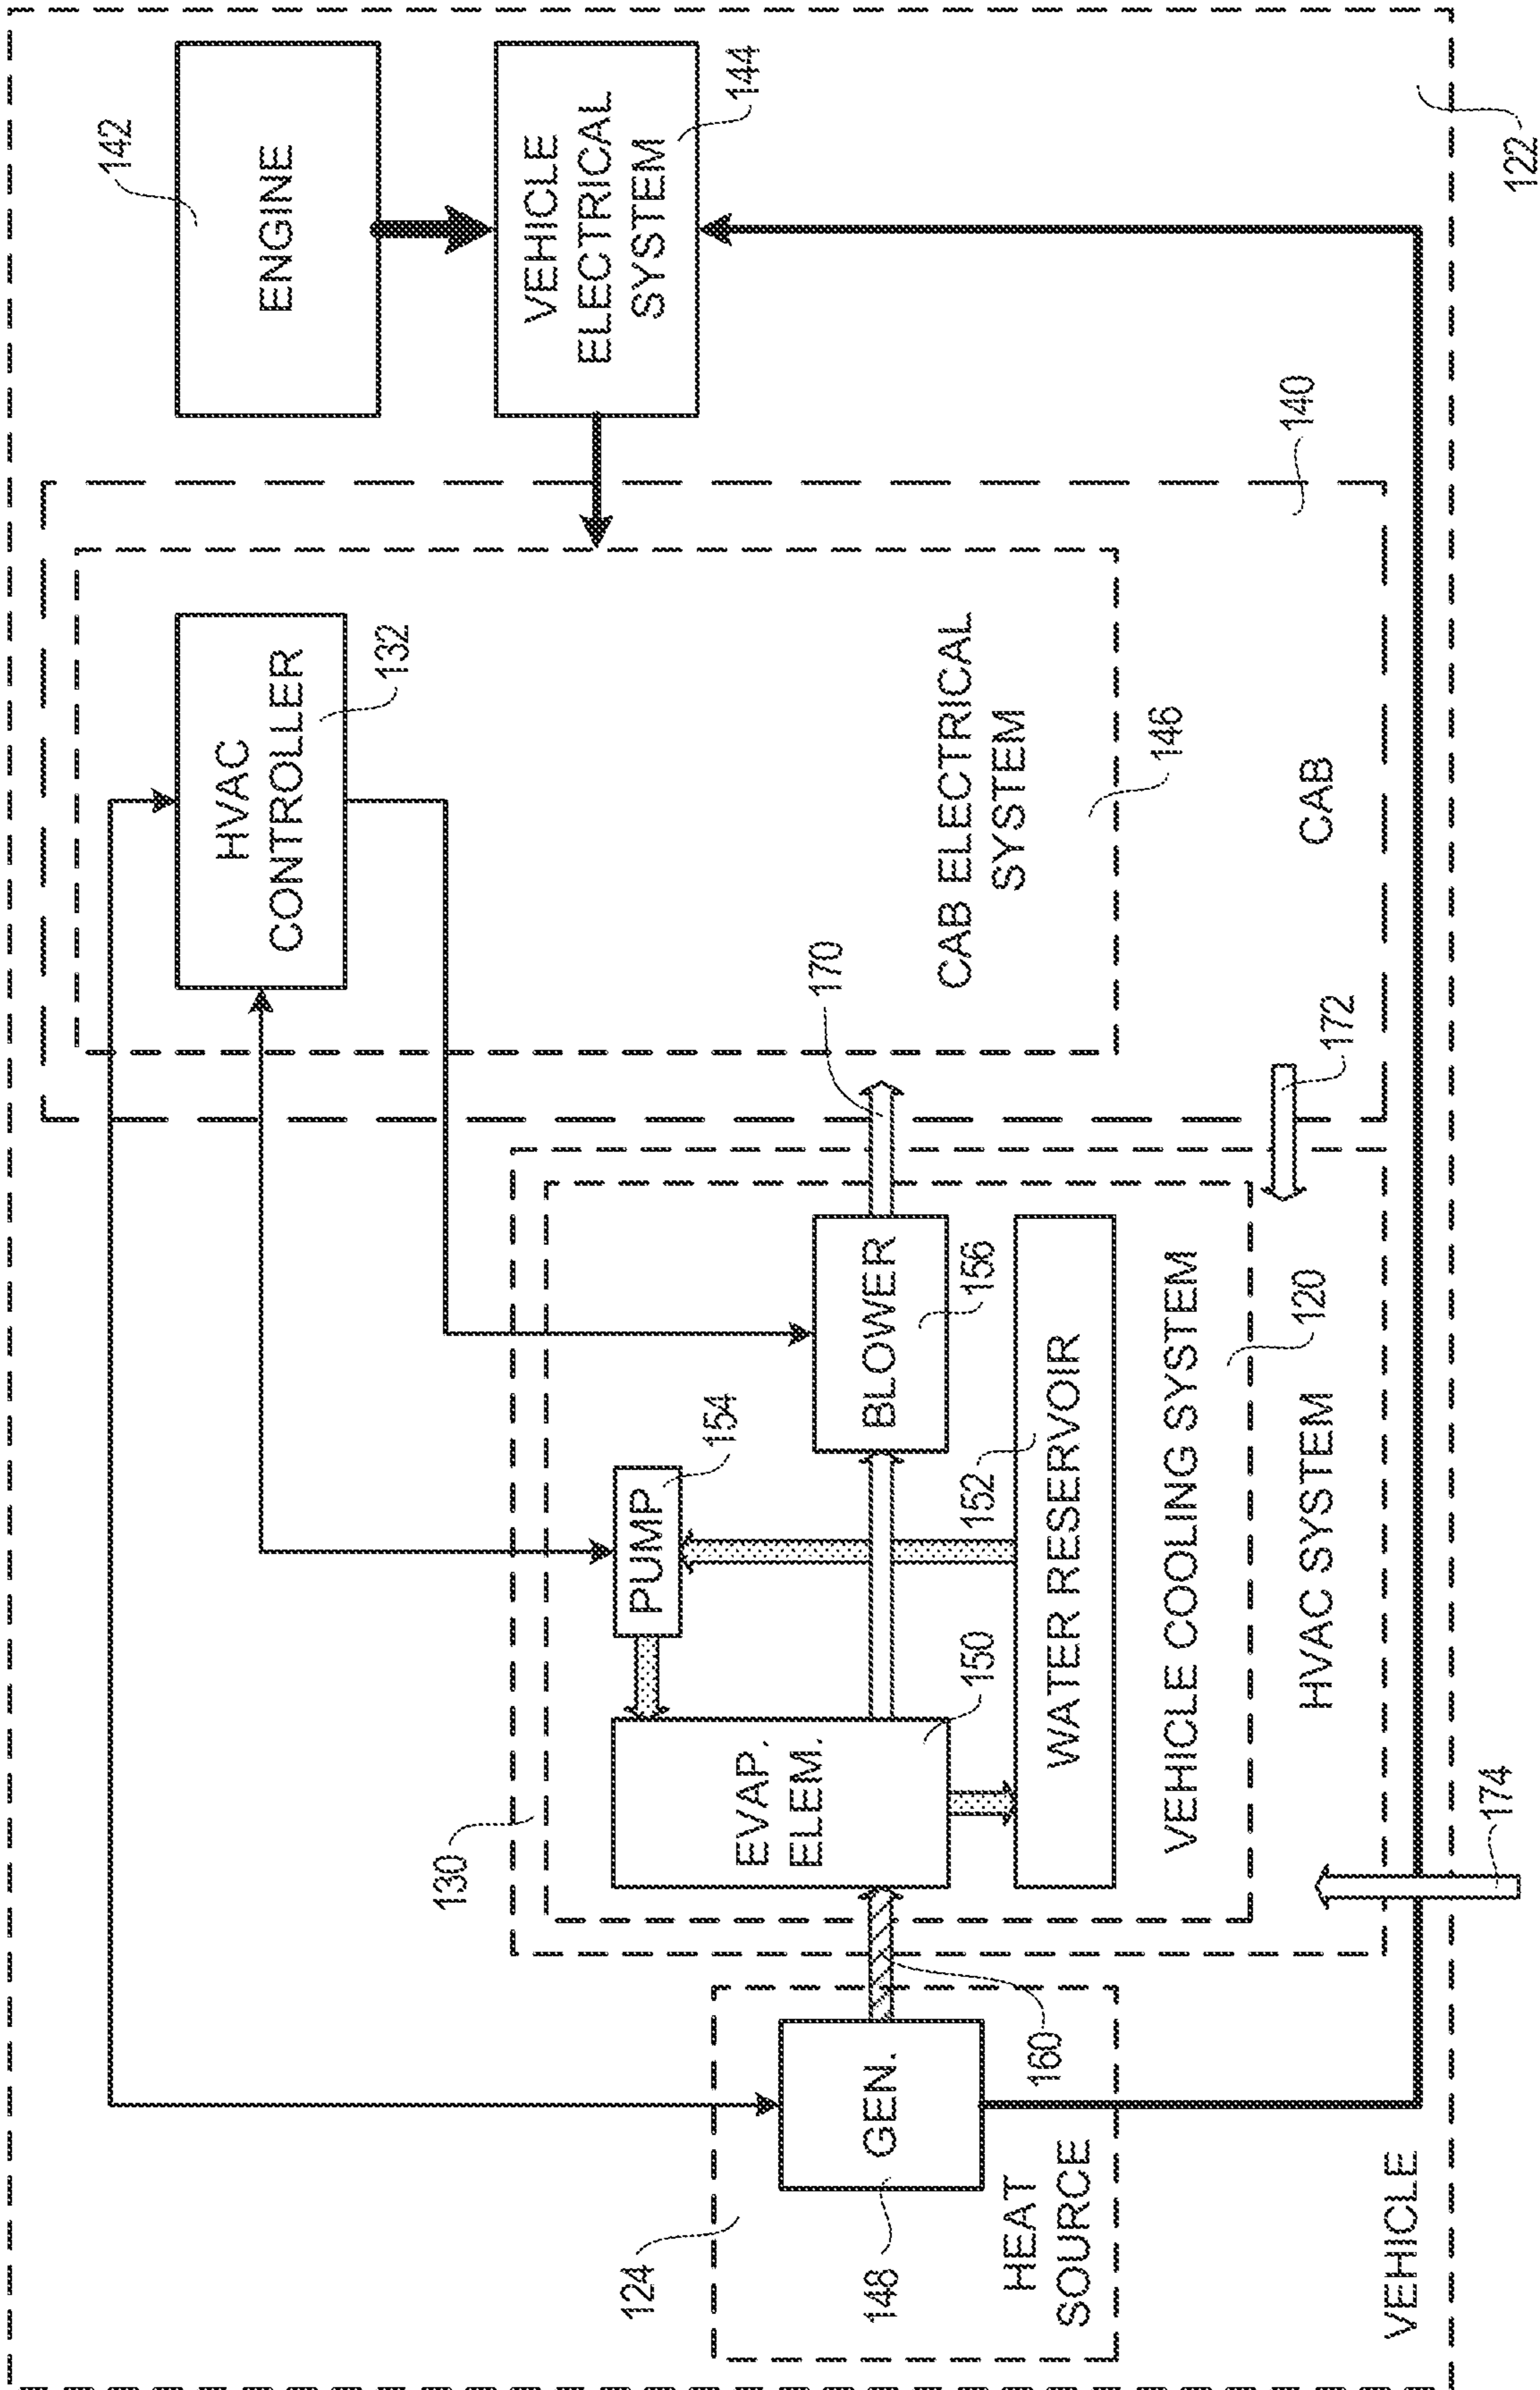 142
ENGINE
VEHICLE
ELECTRICAL
SYSTEM
144
HVAC
CONTROLLER
132
CAB ELECTRICAL
SYSTEM
146
CAB
140
122
170
172
130
PUMP
154
BLOWER
156
EVAP.
ELEM.
150
152
WATER RESERVOIR
VEHICLE COOLING SYSTEM
120
HVAC SYSTEM
174
124
GEN.
148
160
HEAT
SOURCE
VEHICLE